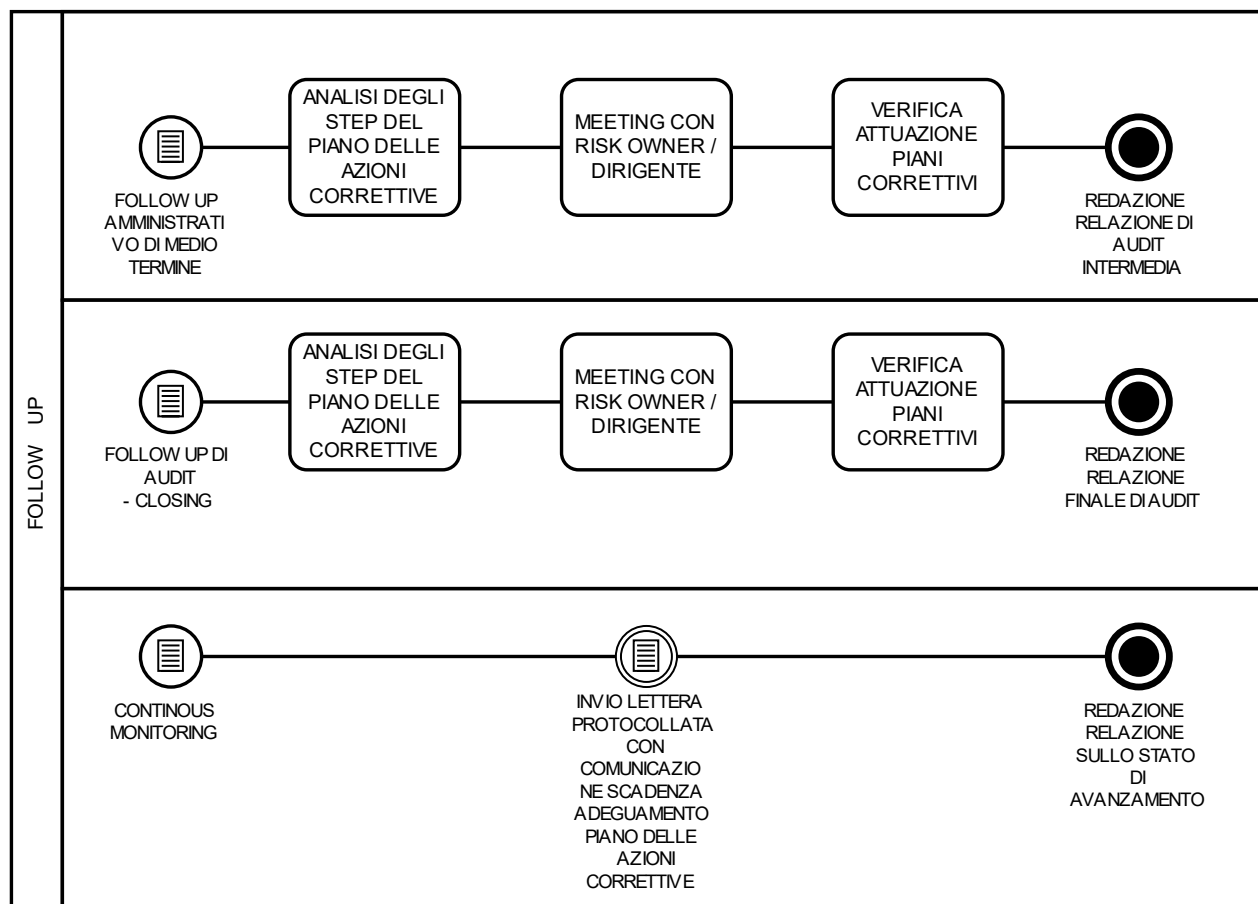 FOLLOW UP
ANALISI DEGLI
STEP DEL
PIANO DELLE
AZIONI
CORRETTIVE
MEETING CON
RISK OWNER /
DIRIGENTE
VERIFICA
ATTUAZIONE
PIANI
CORRETTIVI
FOLLOW UP
AMMINISTRATI
VO DI MEDIO
TERMINE
REDAZIONE
RELAZIONE DI
AUDIT
INTERMEDIA
ANALISI DEGLI
STEP DEL
PIANO DELLE
AZIONI
CORRETTIVE
MEETING CON
RISK OWNER /
DIRIGENTE
VERIFICA
ATTUAZIONE
PIANI
CORRETTIVI
FOLLOW UP DI
AUDIT
- CLOSING
REDAZIONE
RELAZIONE
FINALE DI AUDIT
CONTINOUS
MONITORING
INVIO LETTERA
PROTOCOLLATA
CON
COMUNICAZIO
NE SCADENZA
ADEGUAMENTO
PIANO DELLE
AZIONI
CORRETTIVE
REDAZIONE
RELAZIONE
SULLO STATO
DI
AVANZAMENTO